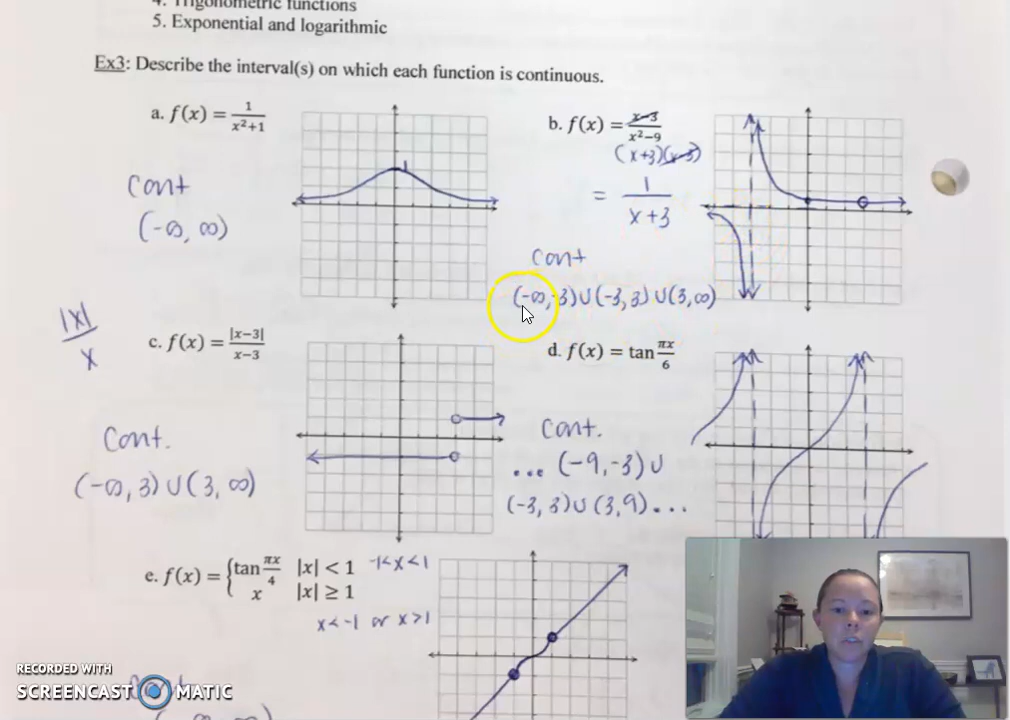 4. Trigonometric functions
5. Exponential and logarithmic
Ex3: Describe the interval(s) on which each function is continuous.
a. f(x) = 1/(x²+1)
cont
(-∞, ∞)
b. f(x) = (x-3)/(x²-9)
(x+3)(x-3)
= 1/(x+3)
cont
(-∞,-3)∪(-3,3)∪(3,∞)
|x|/x
c. f(x) = |x-3|/(x-3)
cont.
(-∞,3)∪(3,∞)
d. f(x) = tan πx/6
cont.
... (-9,-3)∪
(-3,3)∪(3,9)...
e. f(x) = { tan πx/4 |x| < 1 -1<x<1
x |x| ≥ 1
x<-1 or x>1
RECORDED WITH
SCREENCAST MATIC